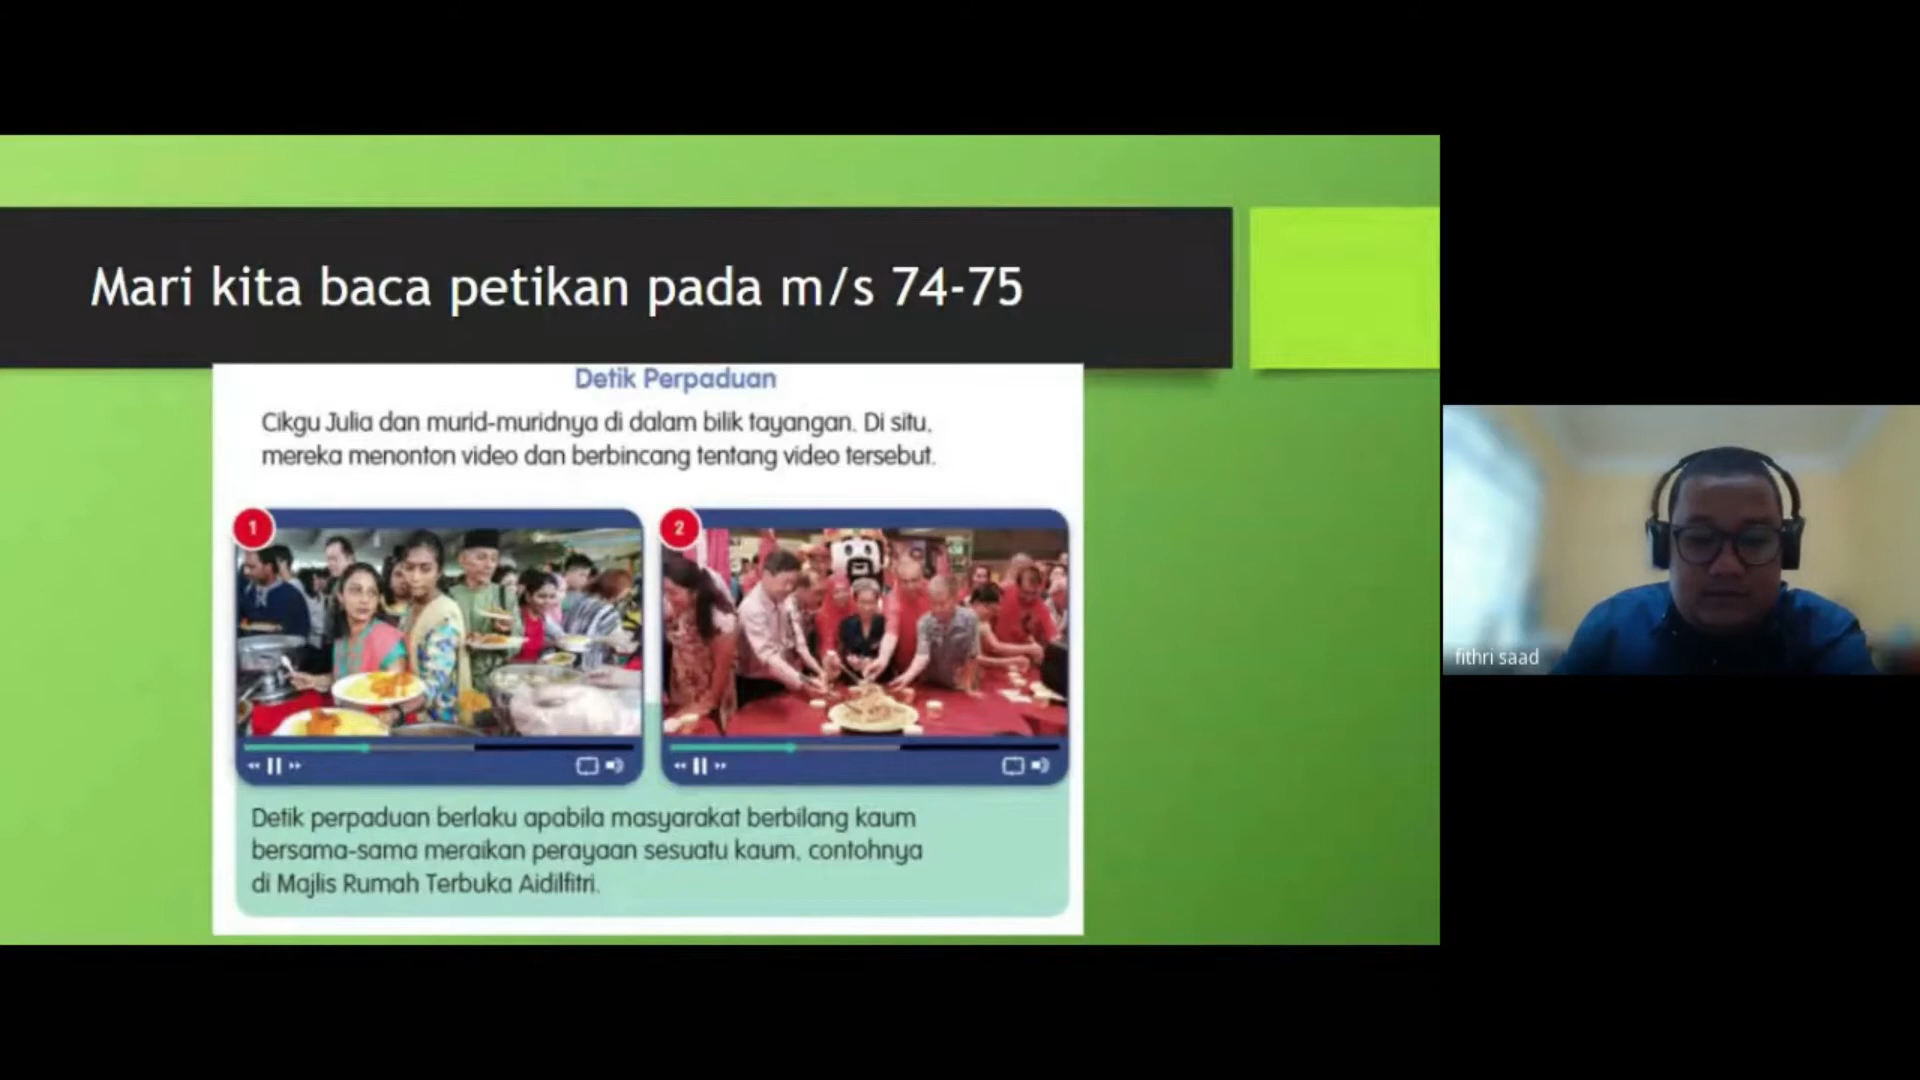 Mari kita baca petikan pada m/s 74-75
Detik Perpaduan
Cikgu Julia dan murid-muridnya di dalam bilik tayangan. Di situ,
mereka menonton video dan berbincang tentang video tersebut.
1
2
Detik perpaduan berlaku apabila masyarakat berbilang kaum
bersama-sama meraikan perayaan sesuatu kaum, contohnya
di Majlis Rumah Terbuka Aidilfitri.
fithri saad